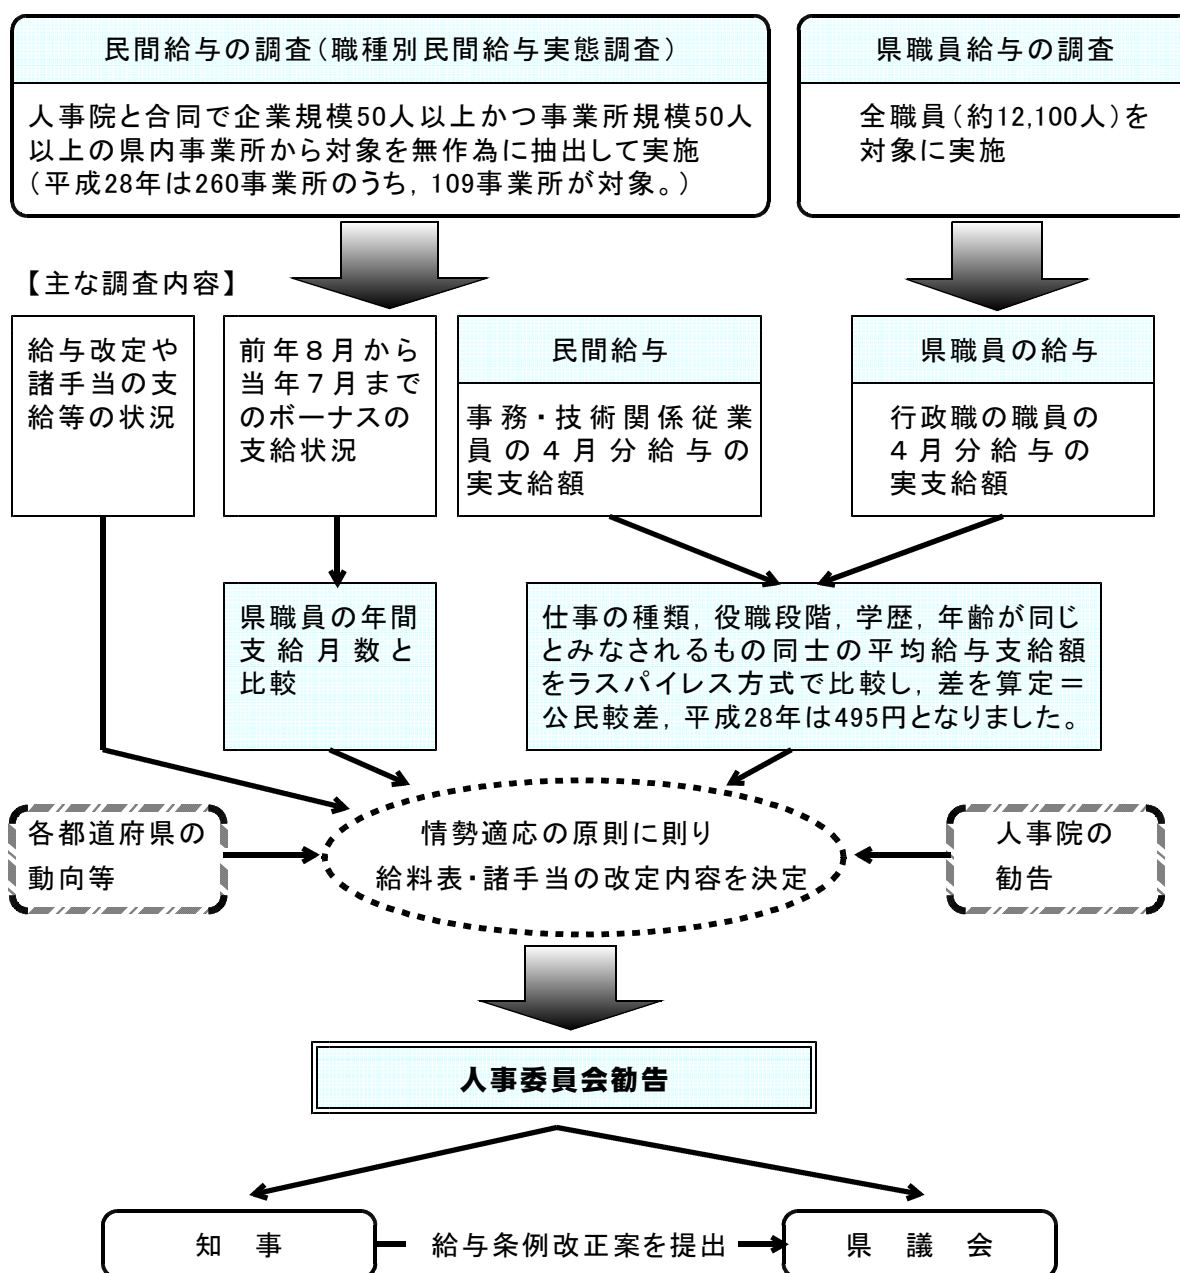 民間給与の調査(職種別民間給与実態調査)
人事院と合同で企業規模50人以上かつ事業所規模50人
以上の県内事業所から対象を無作為に抽出して実施
(平成28年は260事業所のうち,109事業所が対象。)
県職員給与の調査
全職員(約12,100人)を
対象に実施
【主な調査内容】
給与改定や
諸手当の支
給等の状況
前年8月から
当年7月まで
のボーナスの
支給状況
民間給与
事務・技術関係従業
員の4月分給与の
実支給額
県職員の給与
行政職の職員の
4月分給与の
実支給額
県職員の年間
支給月数と
比較
仕事の種類,役職段階,学歴,年齢が同じ
とみなされるもの同士の平均給与支給額
をラスパイレス方式で比較し,差を算定=
公民較差,平成28年は495円となりました。
各都道府県の
動向等
情勢適応の原則に則り
給料表・諸手当の改定内容を決定
人事院の
勧告
人事委員会勧告
知 事
給与条例改正案を提出
県 議 会